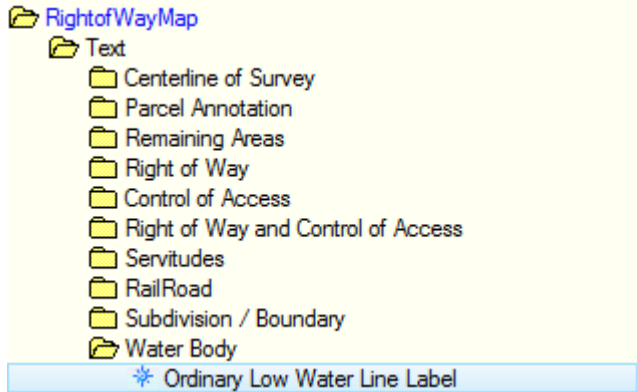 RightofWayMap
Text
Centerline of Survey
Parcel Annotation
Remaining Areas
Right of Way
Control of Access
Right of Way and Control of Access
Servitudes
RailRoad
Subdivision / Boundary
Water Body
Ordinary Low Water Line Label